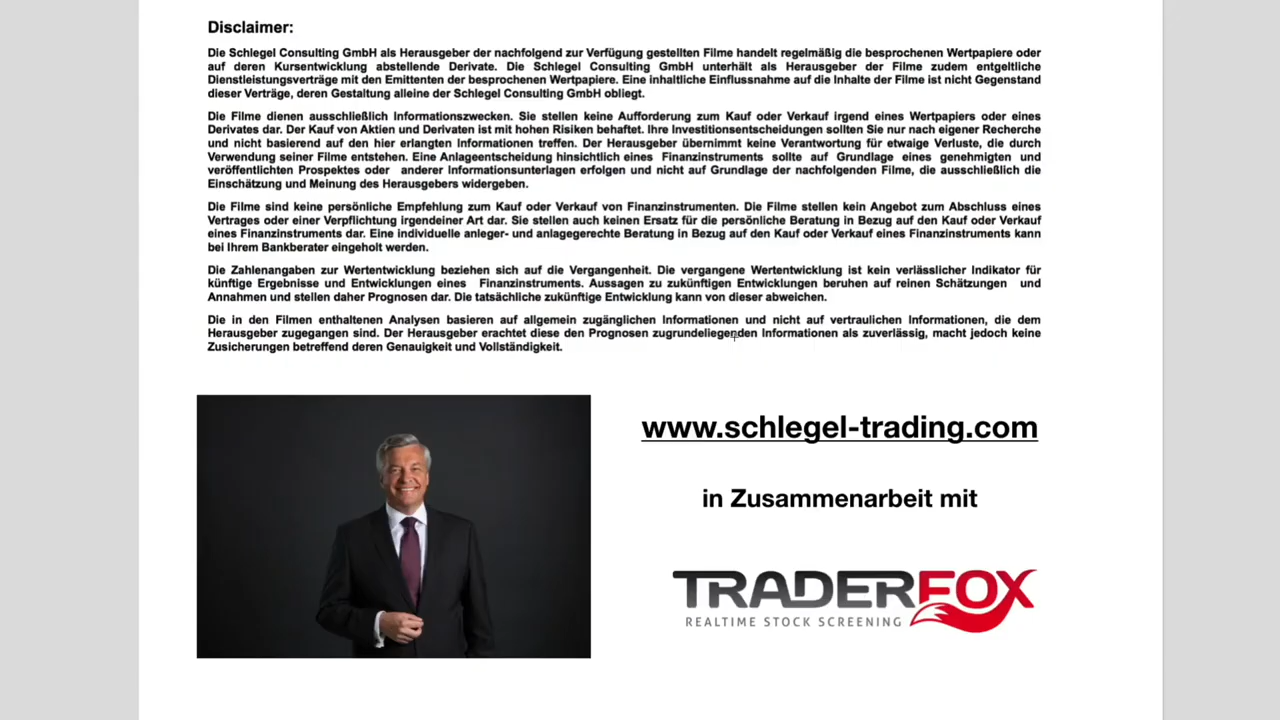 Disclaimer:
Die Schlegel Consulting GmbH als Herausgeber der nachfolgend zur Verfügung gestellten Filme handelt regelmäßig die besprochenen Wertpapiere oder
auf deren Kursentwicklung abstellende Derivate. Die Schlegel Consulting GmbH unterhält als Herausgeber der Filme zudem entgeltliche
Dienstleistungsverträge mit den Emittenten der besprochenen Wertpapiere. Eine inhaltliche Einflussnahme auf die Inhalte der Filme ist nicht Gegenstand
dieser Verträge, deren Gestaltung alleine der Schlegel Consulting GmbH obliegt.
Die Filme dienen ausschließlich Informationszwecken. Sie stellen keine Aufforderung zum Kauf oder Verkauf irgend eines Wertpapiers oder eines
Derivates dar. Der Kauf von Aktien und Derivaten ist mit hohen Risiken behaftet. Ihre Investitionsentscheidungen sollten Sie nur nach eigener Recherche
und nicht basierend auf den hier erlangten Informationen treffen. Der Herausgeber übernimmt keine Verantwortung für etwaige Verluste, die durch
Verwendung seiner Filme entstehen. Eine Anlageentscheidung hinsichtlich eines Finanzinstruments sollte auf Grundlage eines genehmigten und
veröffentlichten Prospektes oder anderer Informationsunterlagen erfolgen und nicht auf Grundlage der nachfolgenden Filme, die ausschließlich die
Einschätzung und Meinung des Herausgebers widergeben.
Die Filme sind keine persönliche Empfehlung zum Kauf oder Verkauf von Finanzinstrumenten. Die Filme stellen kein Angebot zum Abschluss eines
Vertrages oder einer Verpflichtung irgendeiner Art dar. Sie stellen auch keinen Ersatz für die persönliche Beratung in Bezug auf den Kauf oder Verkauf
eines Finanzinstruments dar. Eine individuelle anleger- und anlagegerechte Beratung in Bezug auf den Kauf oder Verkauf eines Finanzinstruments kann
bei Ihrem Bankberater eingeholt werden.
Die Zahlenangaben zur Wertentwicklung beziehen sich auf die Vergangenheit. Die vergangene Wertentwicklung ist kein verlässlicher Indikator für
künftige Ergebnisse und Entwicklungen eines Finanzinstruments. Aussagen zu zukünftigen Entwicklungen beruhen auf reinen Schätzungen und
Annahmen und stellen daher Prognosen dar. Die tatsächliche zukünftige Entwicklung kann von dieser abweichen.
Die in den Filmen enthaltenen Analysen basieren auf allgemein zugänglichen Informationen und nicht auf vertraulichen Informationen, die dem
Herausgeber zugegangen sind. Der Herausgeber erachtet diese den Prognosen zugrundeliegenden Informationen als zuverlässig, macht jedoch keine
Zusicherungen betreffend deren Genauigkeit und Vollständigkeit.
www.schlegel-trading.com
in Zusammenarbeit mit
TRADERFOX
REALTIME STOCK SCREENING